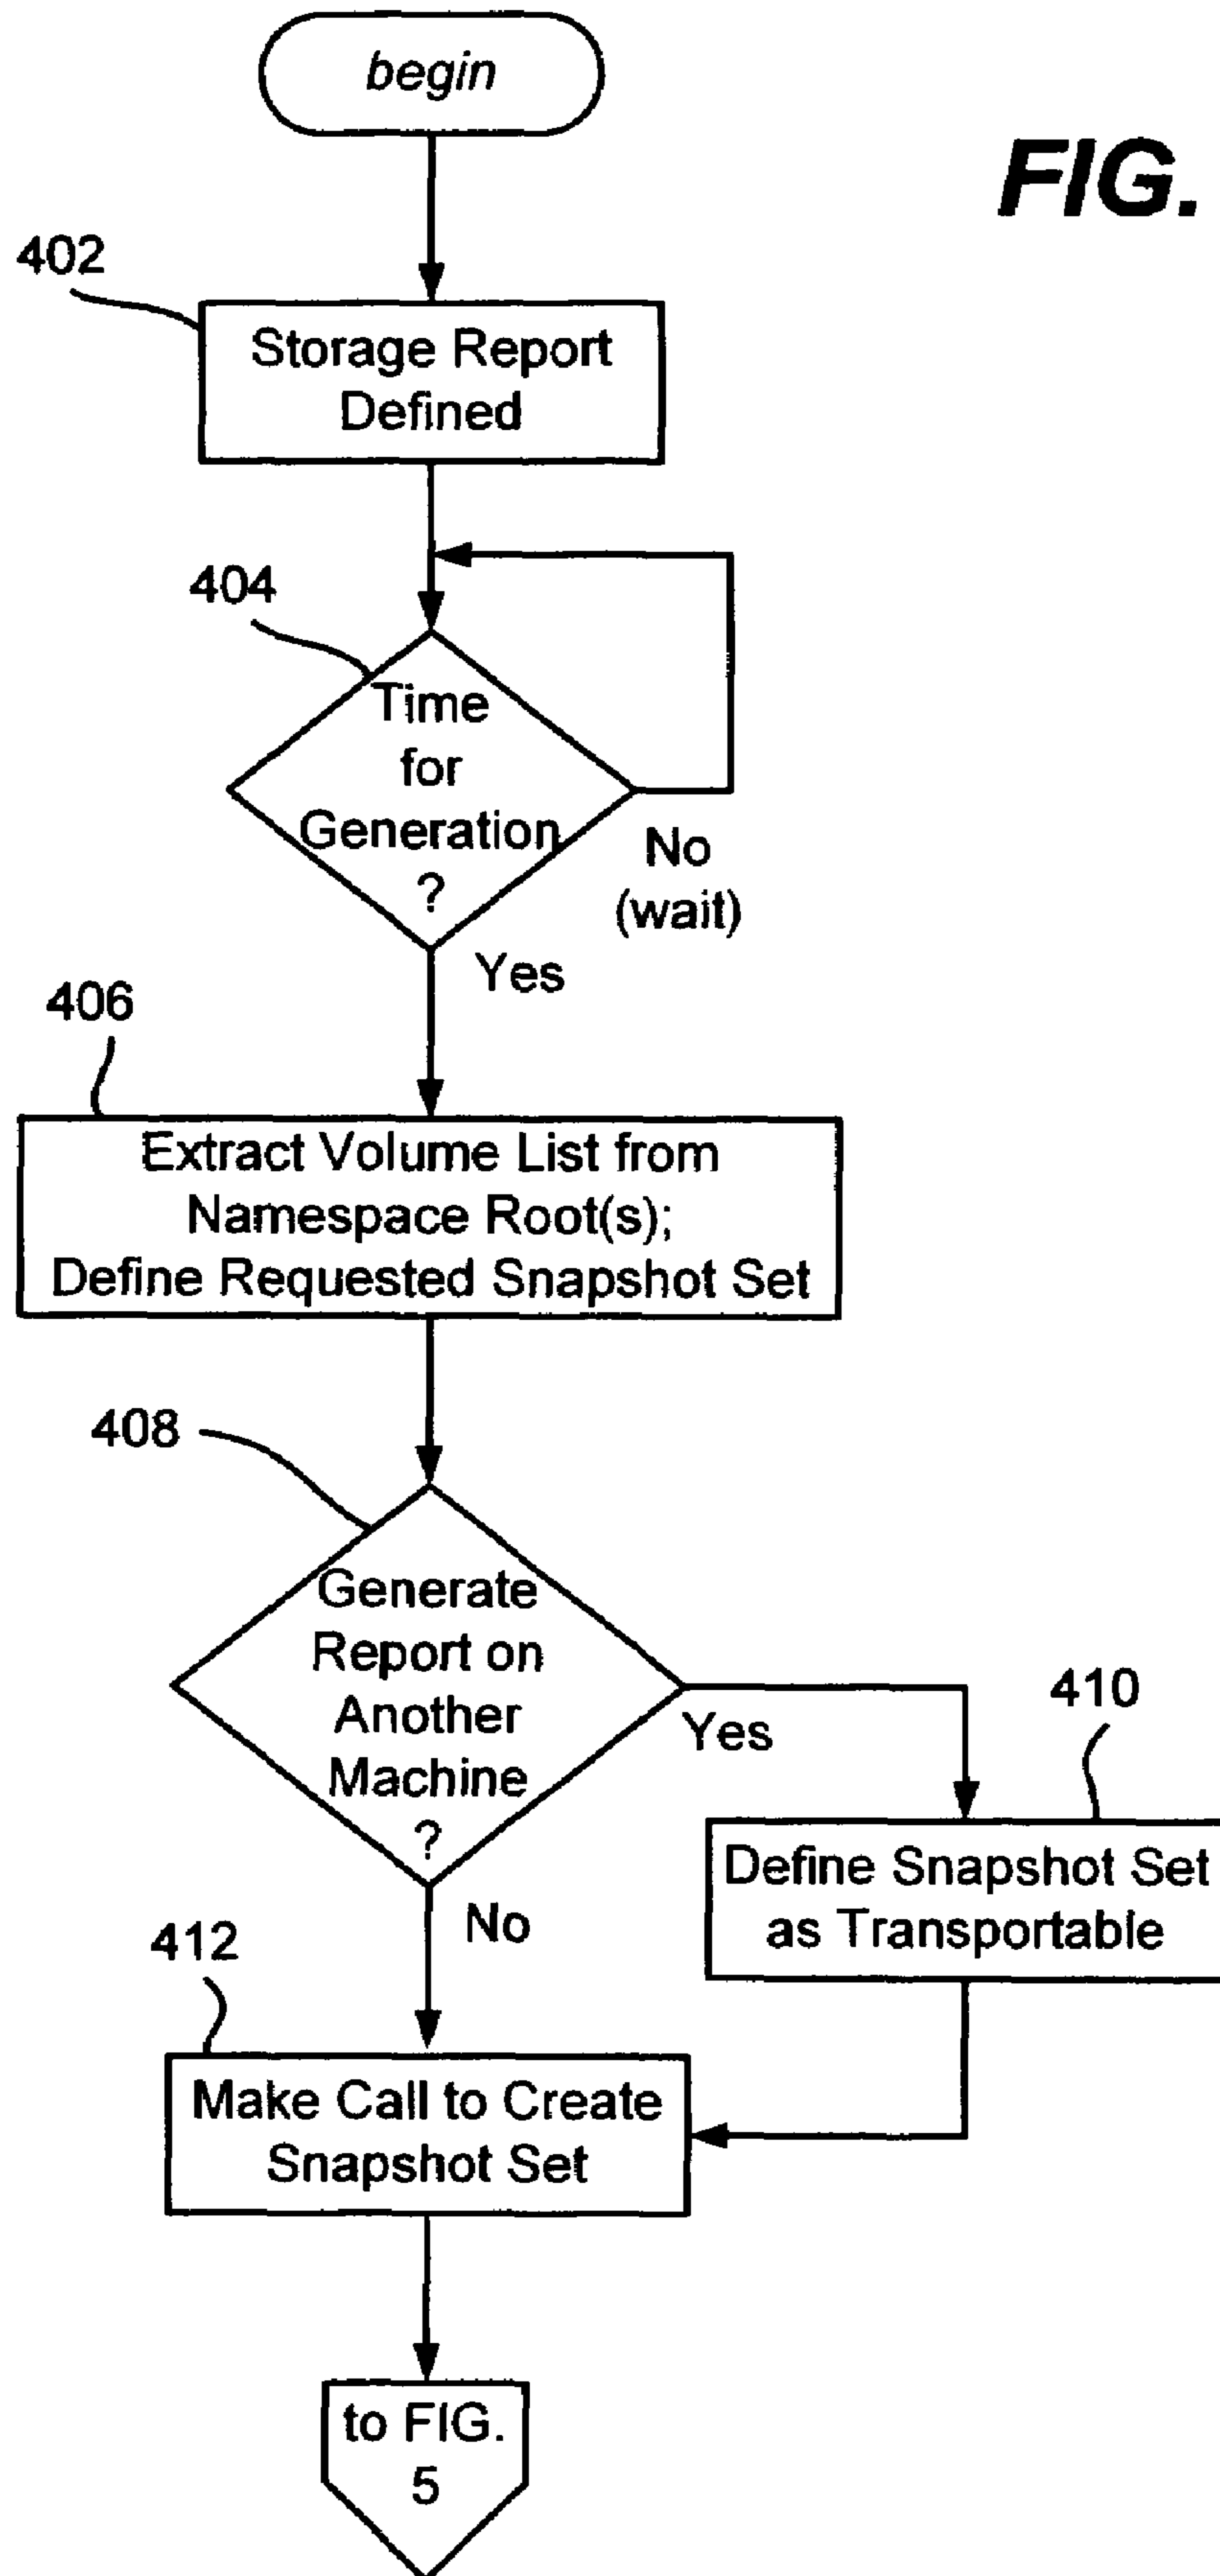 begin
FIG.
402
Storage Report
Defined
404
Time
for
Generation
?
No
(wait)
Yes
406
Extract Volume List from
Namespace Root(s);
Define Requested Snapshot Set
408
Generate
Report on
Another
Machine
?
Yes
410
Define Snapshot Set
as Transportable
No
412
Make Call to Create
Snapshot Set
to FIG.
5